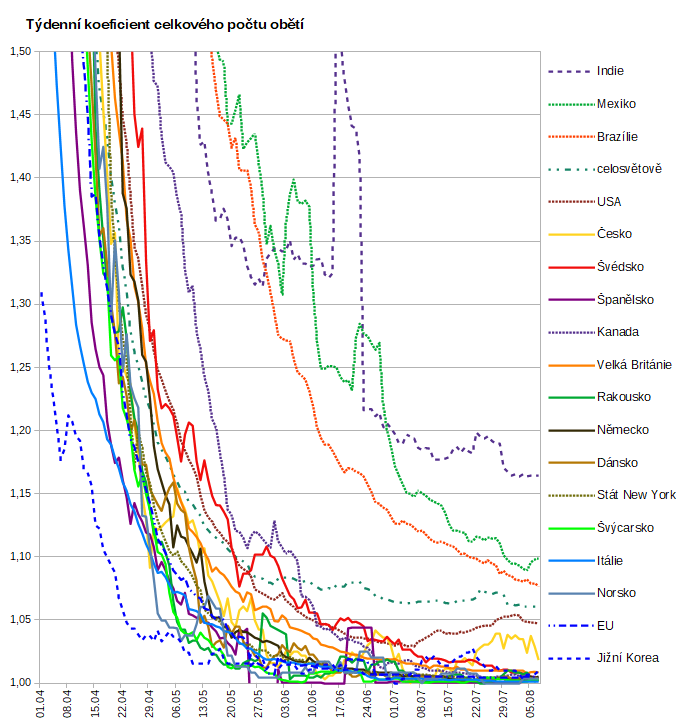 Týdenní koeficient celkového počtu obětí
1,50
1,45
1,40
1,35
1,30
1,25
1,20
1,15
1,10
1,05
1,00
01.04
08.04
15.04
22.04
29.04
06.05
13.05
20.05
27.05
03.06
10.06
17.06
24.06
01.07
08.07
15.07
22.07
29.07
05.08
Indie
Mexiko
Brazílie
celosvětově
USA
Česko
Švédsko
Španělsko
Kanada
Velká Británie
Rakousko
Německo
Dánsko
Stát New York
Švýcarsko
Itálie
Norsko
EU
Jižní Korea